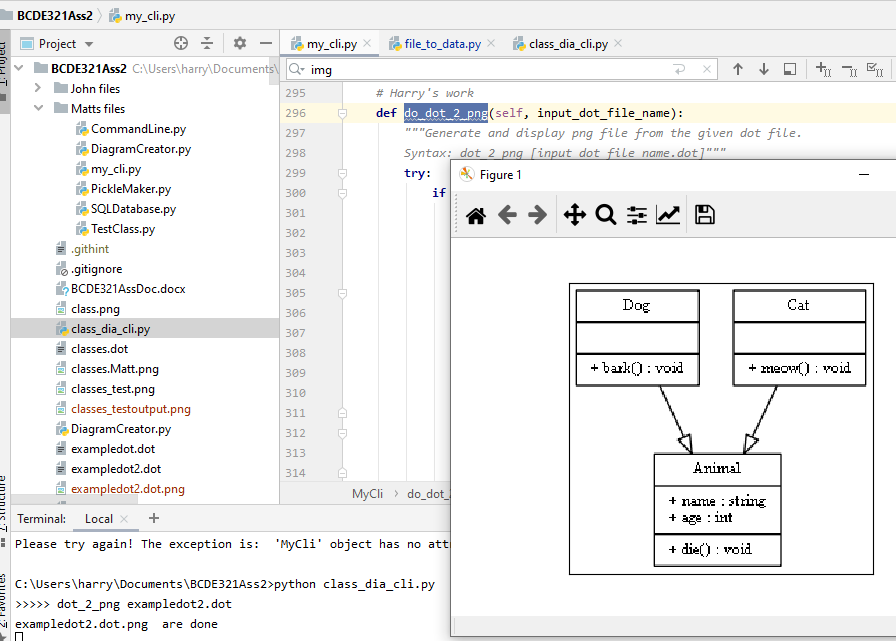 BCDE321Ass2 my_cli.py
1: Project
Project
my_cli.py
file_to_data.py
class_dia_cli.py
BCDE321Ass2 C:\Users\harry\Documents\
John files
Matts files
CommandLine.py
DiagramCreator.py
my_cli.py
PickleMaker.py
SQLDatabase.py
TestClass.py
.githint
.gitignore
BCDE321AssDoc.docx
class.png
class_dia_cli.py
classes.dot
classes.Matt.png
classes_test.png
classes_testoutput.png
DiagramCreator.py
exampledot.dot
exampledot2.dot
exampledot2.dot.png
img
295 # Harry's work
296 def do_dot_2_png(self, input_dot_file_name):
297 """Generate and display png file from the given dot file.
298 Syntax: dot_2_png [input_dot_file_name.dot]"""
299 try:
300 if
301
302
303
304
305
306
307
308
309
310
311
312
313
314
MyCli do_dot_
Figure 1
Dog
+ bark() : void
Cat
+ meow() : void
Animal
+ name : string
+ age : int
+ die() : void
7: Structure
2: Favorites
Terminal: Local
Please try again! The exception is: 'MyCli' object has no att
C:\Users\harry\Documents\BCDE321Ass2>python class_dia_cli.py
>>>>> dot_2_png exampledot2.dot
exampledot2.dot.png are done